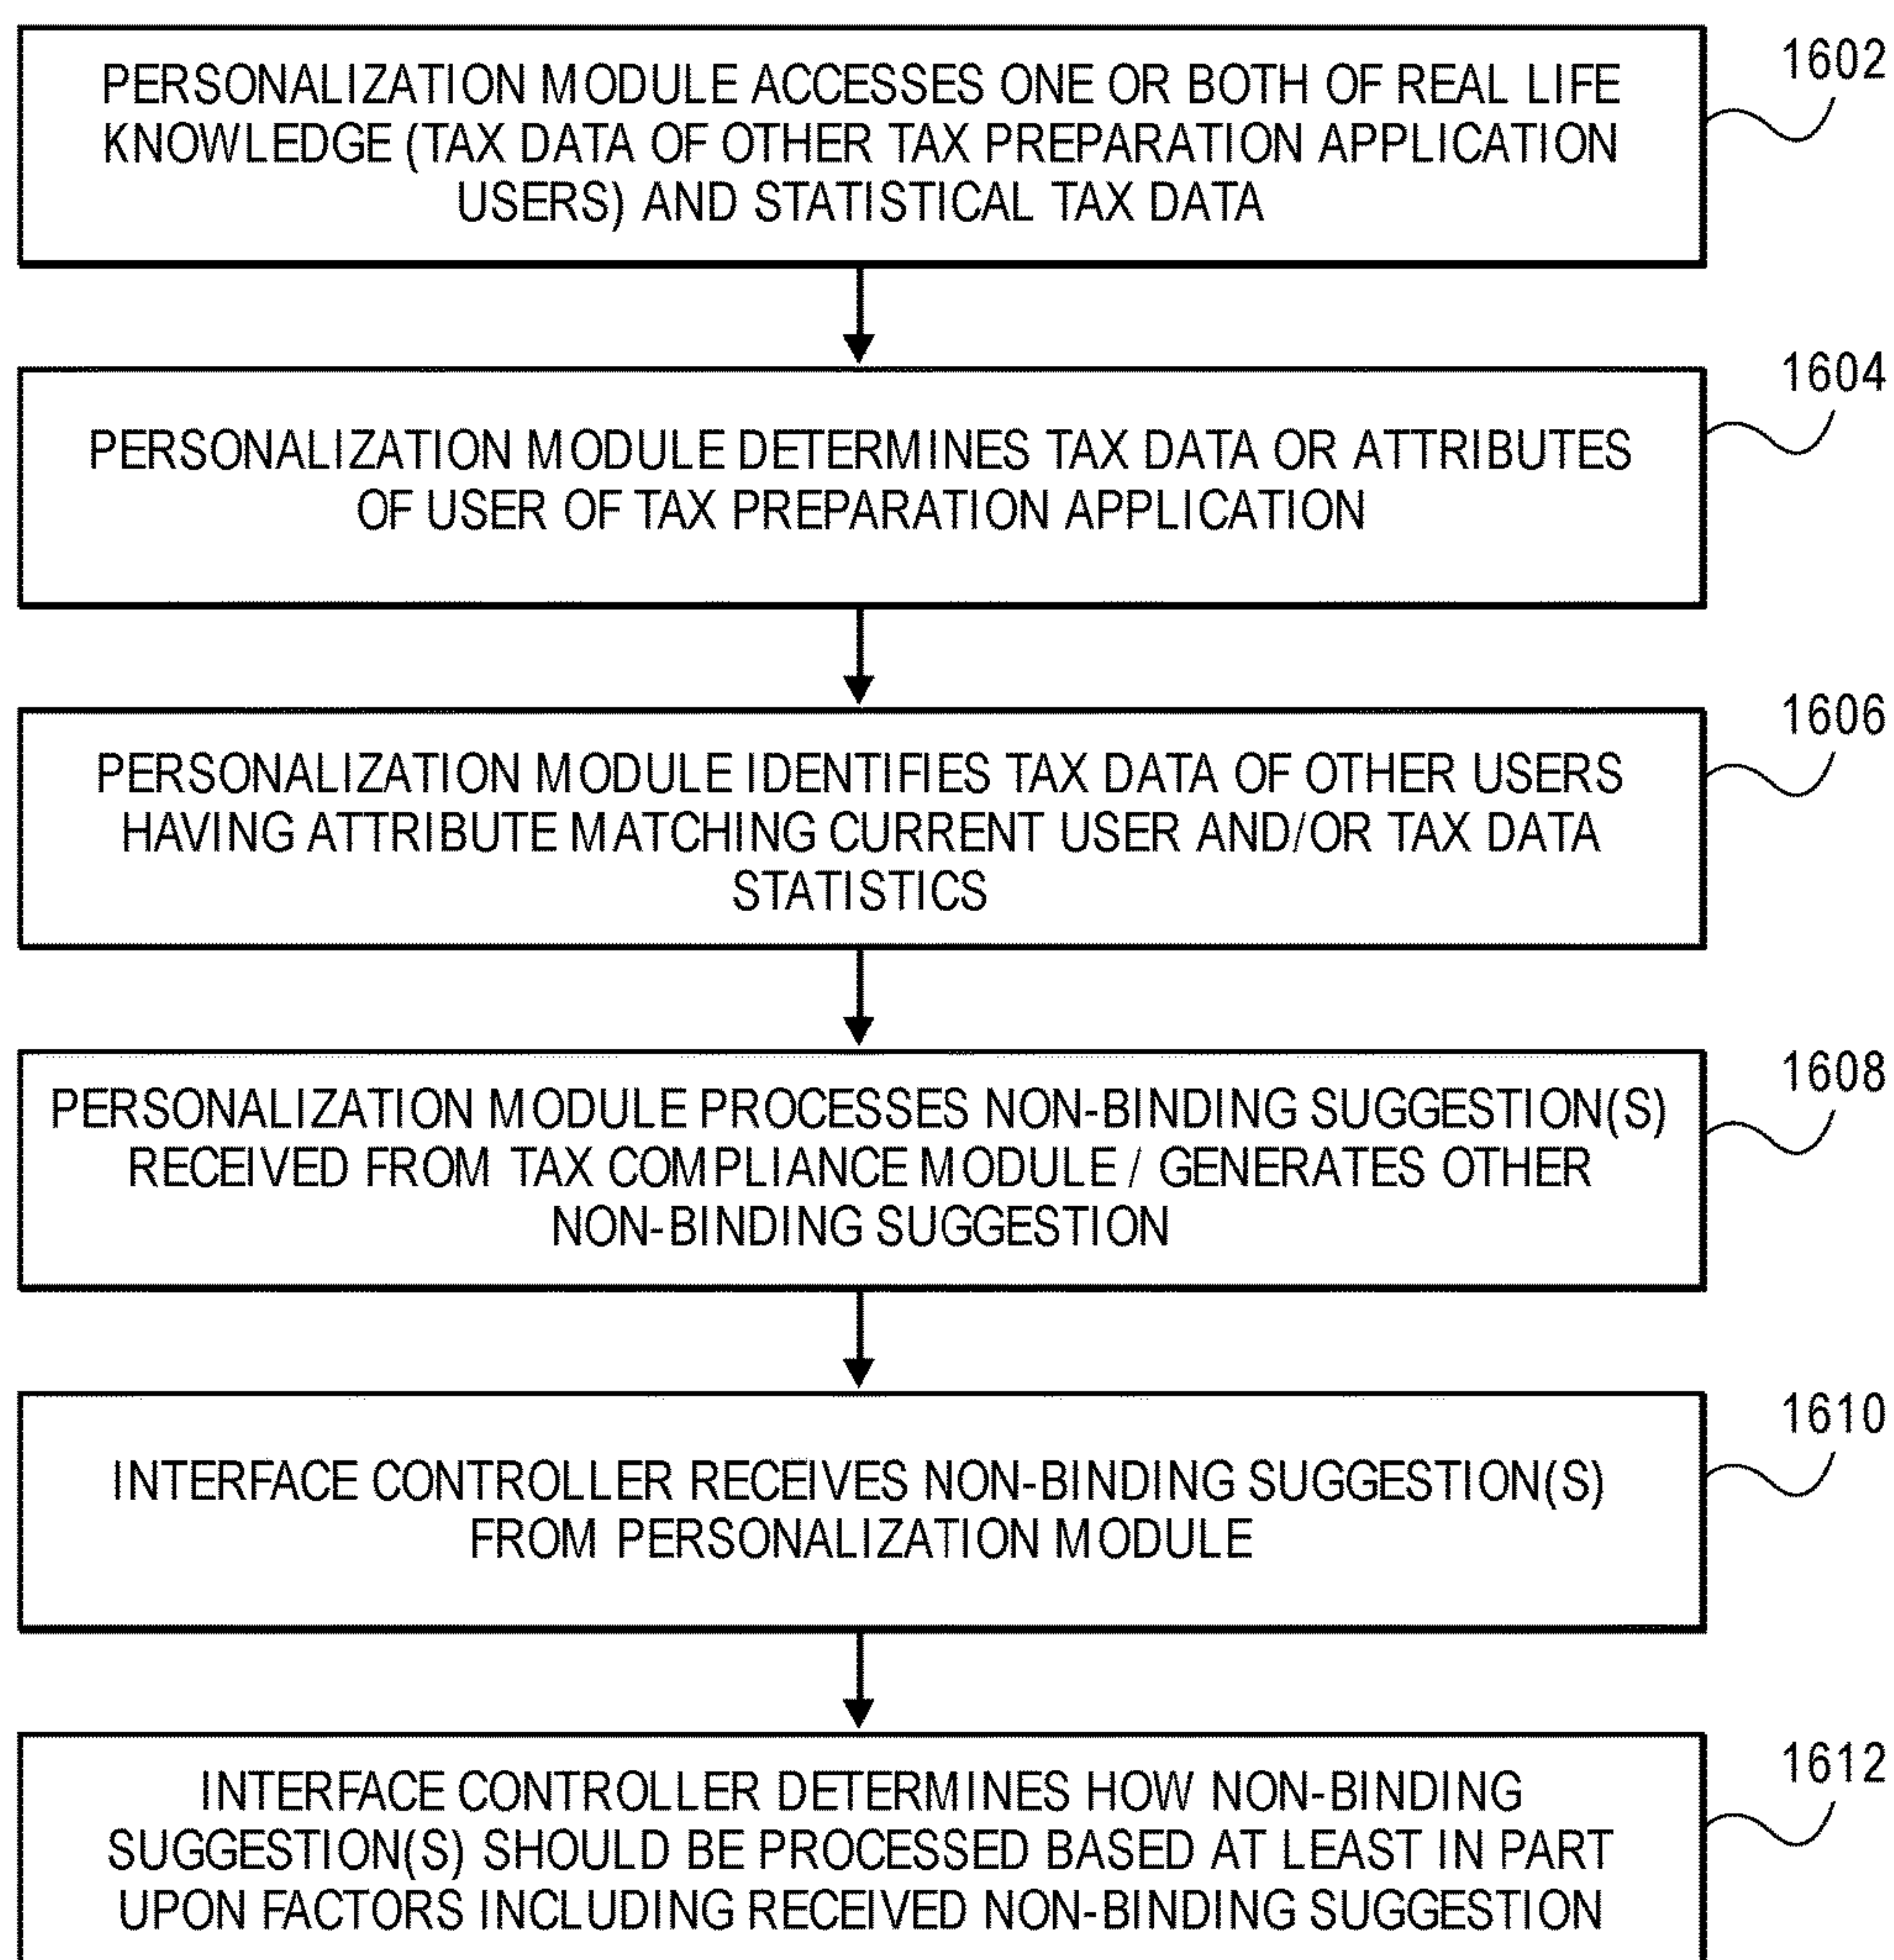 1602
PERSONALIZATION MODULE ACCESSES ONE OR BOTH OF REAL LIFE
KNOWLEDGE (TAX DATA OF OTHER TAX PREPARATION APPLICATION
USERS) AND STATISTICAL TAX DATA
1604
PERSONALIZATION MODULE DETERMINES TAX DATA OR ATTRIBUTES
OF USER OF TAX PREPARATION APPLICATION
1606
PERSONALIZATION MODULE IDENTIFIES TAX DATA OF OTHER USERS
HAVING ATTRIBUTE MATCHING CURRENT USER AND/OR TAX DATA
STATISTICS
1608
PERSONALIZATION MODULE PROCESSES NON-BINDING SUGGESTION(S)
RECEIVED FROM TAX COMPLIANCE MODULE / GENERATES OTHER
NON-BINDING SUGGESTION
1610
INTERFACE CONTROLLER RECEIVES NON-BINDING SUGGESTION(S)
FROM PERSONALIZATION MODULE
1612
INTERFACE CONTROLLER DETERMINES HOW NON-BINDING
SUGGESTION(S) SHOULD BE PROCESSED BASED AT LEAST IN PART
UPON FACTORS INCLUDING RECEIVED NON-BINDING SUGGESTION